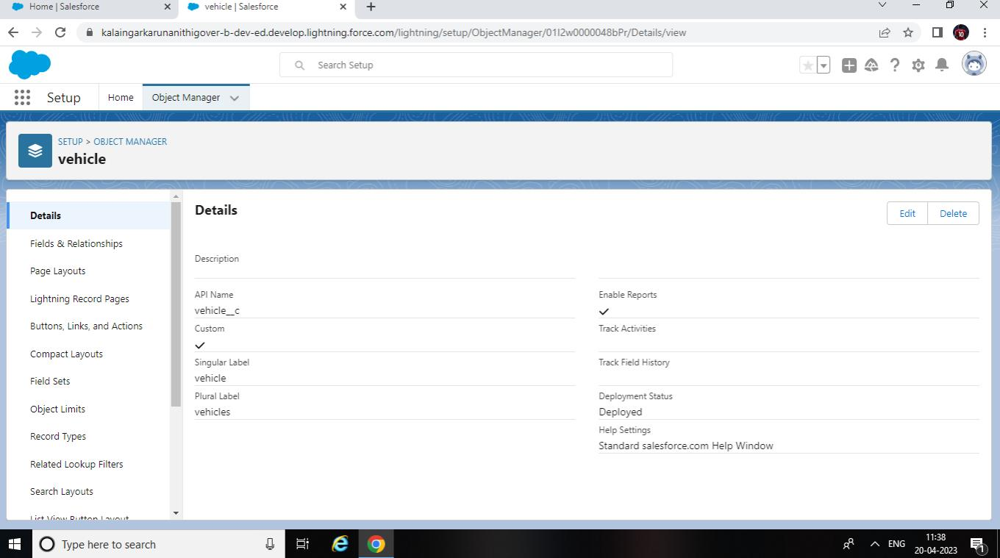 Home | Salesforce
vehicle | Salesforce
kalaingarkarunanithigover-b-dev-ed.develop.lightning.force.com/lightning/setup/ObjectManager/01I2w0000048bPr/Details/view
10
Search Setup
Setup
Home
Object Manager
SETUP > OBJECT MANAGER
vehicle
Details
Fields & Relationships
Page Layouts
Lightning Record Pages
Buttons, Links, and Actions
Compact Layouts
Field Sets
Object Limits
Record Types
Related Lookup Filters
Search Layouts
List View Button Layout
Details
Edit
Delete
Description
API Name
vehicle__c
Custom
Singular Label
vehicle
Plural Label
vehicles
Enable Reports
Track Activities
Track Field History
Deployment Status
Deployed
Help Settings
Standard salesforce.com Help Window
Type here to search
ENG
11:38
20-04-2023
1